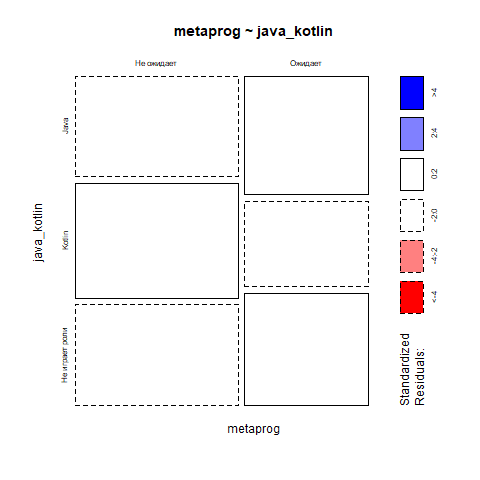 metaprog ~ java_kotlin
Не ожидает
Ожидает
Java
Kotlin
Не играет роли
java_kotlin
metaprog
>4
2:4
0:2
-2:0
-4:-2
<-4
Standardized
Residuals: